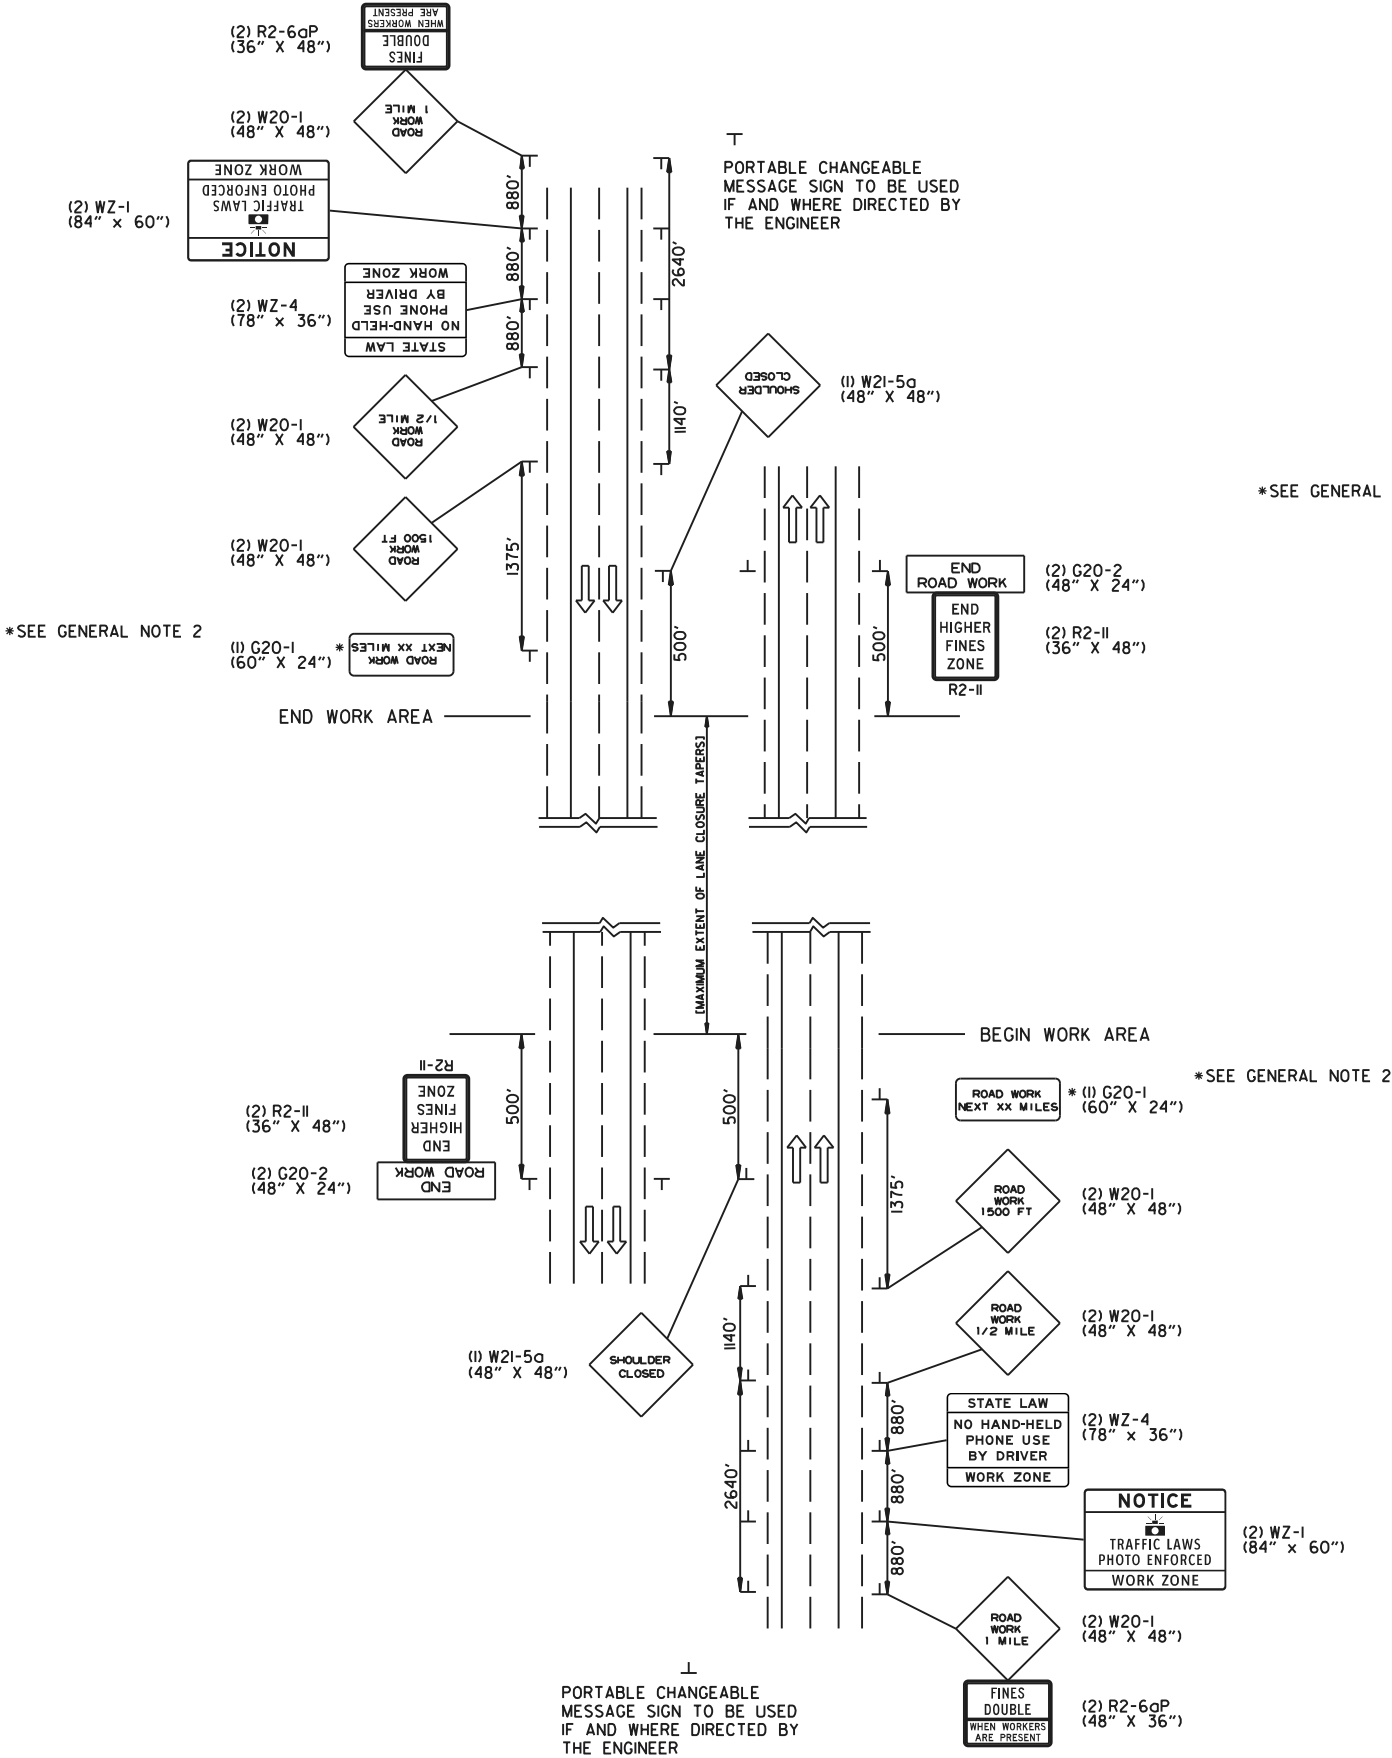 WHEN WORKERS
ARE PRESENT
FINES
DOUBLE
(2) R2-6aP
(36" X 48")
ROAD
WORK
1 MILE
(2) W20-1
(48" X 48")
NOTICE
TRAFFIC LAWS
PHOTO ENFORCED
WORK ZONE
(2) WZ-1
(84" x 60")
STATE LAW
NO HAND-HELD
PHONE USE
BY DRIVER
WORK ZONE
(2) WZ-4
(78" x 36")
ROAD
WORK
1/2 MILE
(2) W20-1
(48" X 48")
ROAD
WORK
1500 FT
(2) W20-1
(48" X 48")
*SEE GENERAL NOTE 2
(1) G20-1
(60" X 24")
*
ROAD WORK
NEXT XX MILES
END WORK AREA
880'
880'
880'
1375'
2640'
1140'
500'
PORTABLE CHANGEABLE
MESSAGE SIGN TO BE USED
IF AND WHERE DIRECTED BY
THE ENGINEER
SHOULDER
CLOSED
(1) W21-5a
(48" X 48")
*SEE GENERAL
END
ROAD WORK
(2) G20-2
(48" X 24")
END
HIGHER
FINES
ZONE
R2-11
(2) R2-11
(36" X 48")
500'
[MAXIMUM EXTENT OF LANE CLOSURE TAPERS]
R2-11
END
HIGHER
FINES
ZONE
(2) R2-11
(36" X 48")
END
ROAD WORK
(2) G20-2
(48" X 24")
500'
500'
BEGIN WORK AREA
*SEE GENERAL NOTE 2
ROAD WORK
NEXT XX MILES
* (1) G20-1
(60" X 24")
1375'
ROAD
WORK
1500 FT
(2) W20-1
(48" X 48")
ROAD
WORK
1/2 MILE
(2) W20-1
(48" X 48")
1140'
(1) W21-5a
(48" X 48")
SHOULDER
CLOSED
2640'
880'
880'
880'
STATE LAW
NO HAND-HELD
PHONE USE
BY DRIVER
WORK ZONE
(2) WZ-4
(78" x 36")
NOTICE
TRAFFIC LAWS
PHOTO ENFORCED
WORK ZONE
(2) WZ-1
(84" x 60")
ROAD
WORK
1 MILE
(2) W20-1
(48" X 48")
FINES
DOUBLE
WHEN WORKERS
ARE PRESENT
(2) R2-6aP
(48" X 36")
PORTABLE CHANGEABLE
MESSAGE SIGN TO BE USED
IF AND WHERE DIRECTED BY
THE ENGINEER